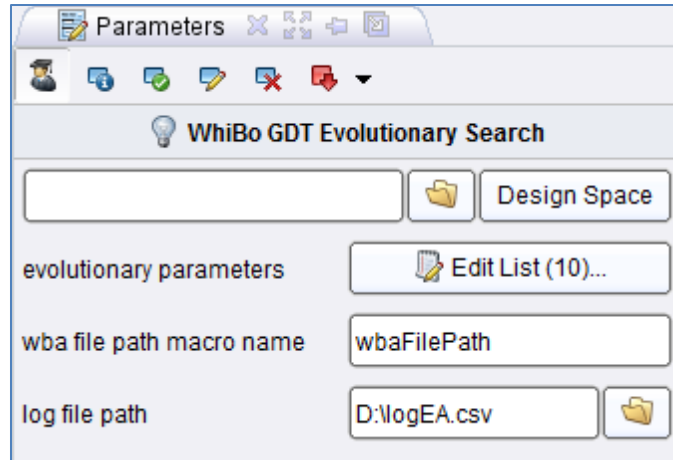 Parameters
WhiBo GDT Evolutionary Search
Design Space
evolutionary parameters
Edit List (10)...
wba file path macro name
wbaFilePath
log file path
D:\logEA.csv